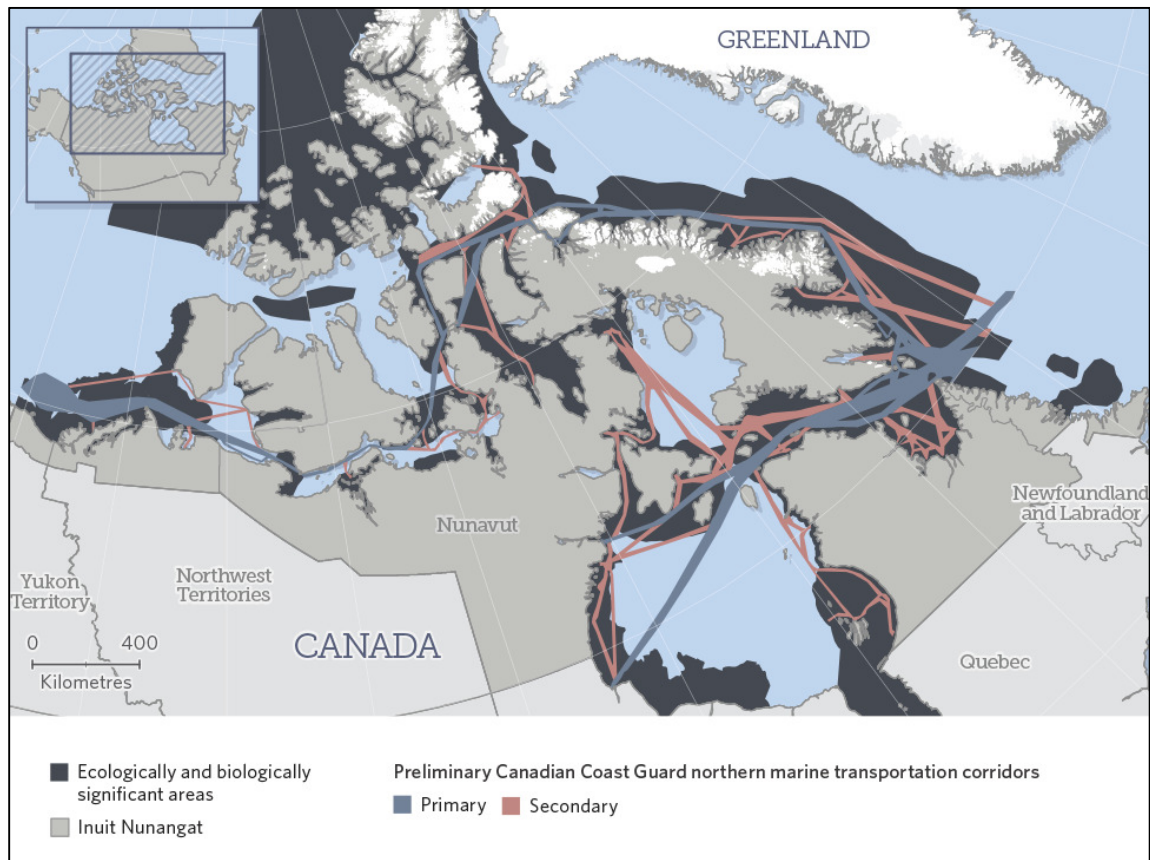 GREENLAND
Nunavut
Newfoundland
and Labrador
Yukon
Territory
Northwest
Territories
CANADA
Quebec
0 400
Kilometres
Ecologically and biologically
significant areas
Inuit Nunangat
Preliminary Canadian Coast Guard northern marine transportation corridors
Primary Secondary